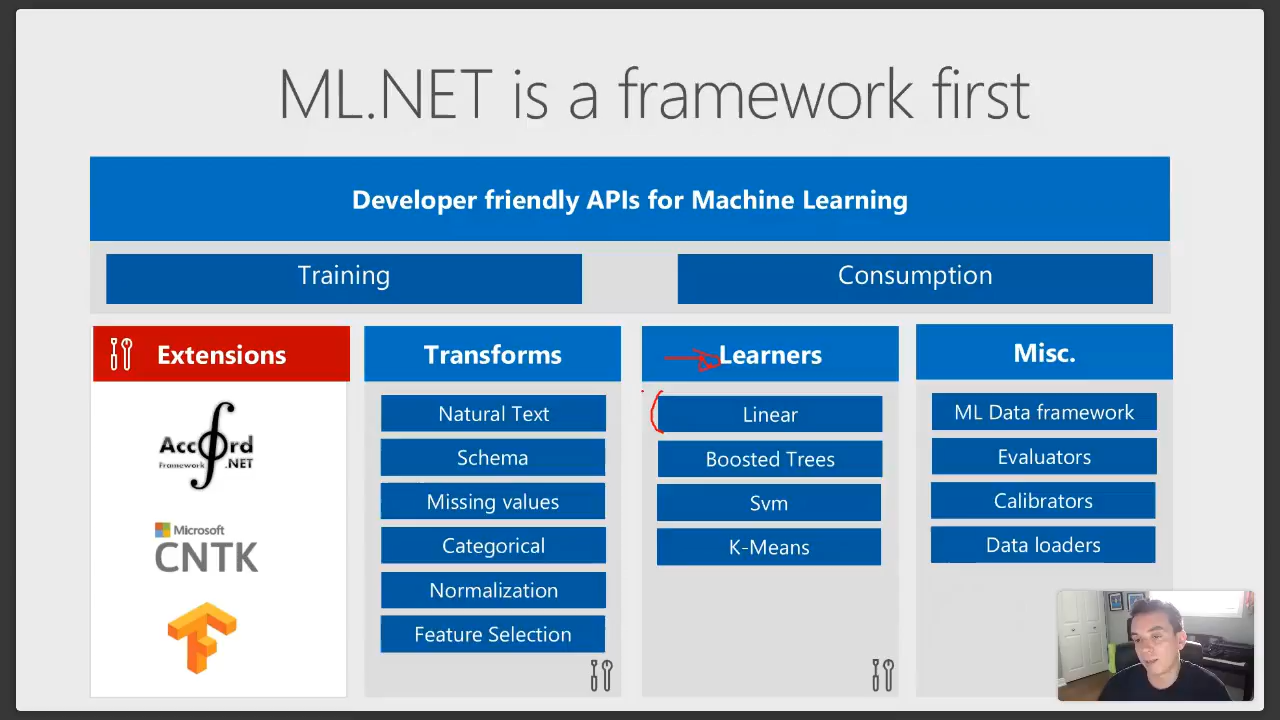 ML.NET is a framework first
Developer friendly APIs for Machine Learning
Training
Consumption
Extensions
Accord
Framework .NET
Microsoft
CNTK
Transforms
Natural Text
Schema
Missing values
Categorical
Normalization
Feature Selection
Learners
Linear
Boosted Trees
Svm
K-Means
Misc.
ML Data framework
Evaluators
Calibrators
Data loaders